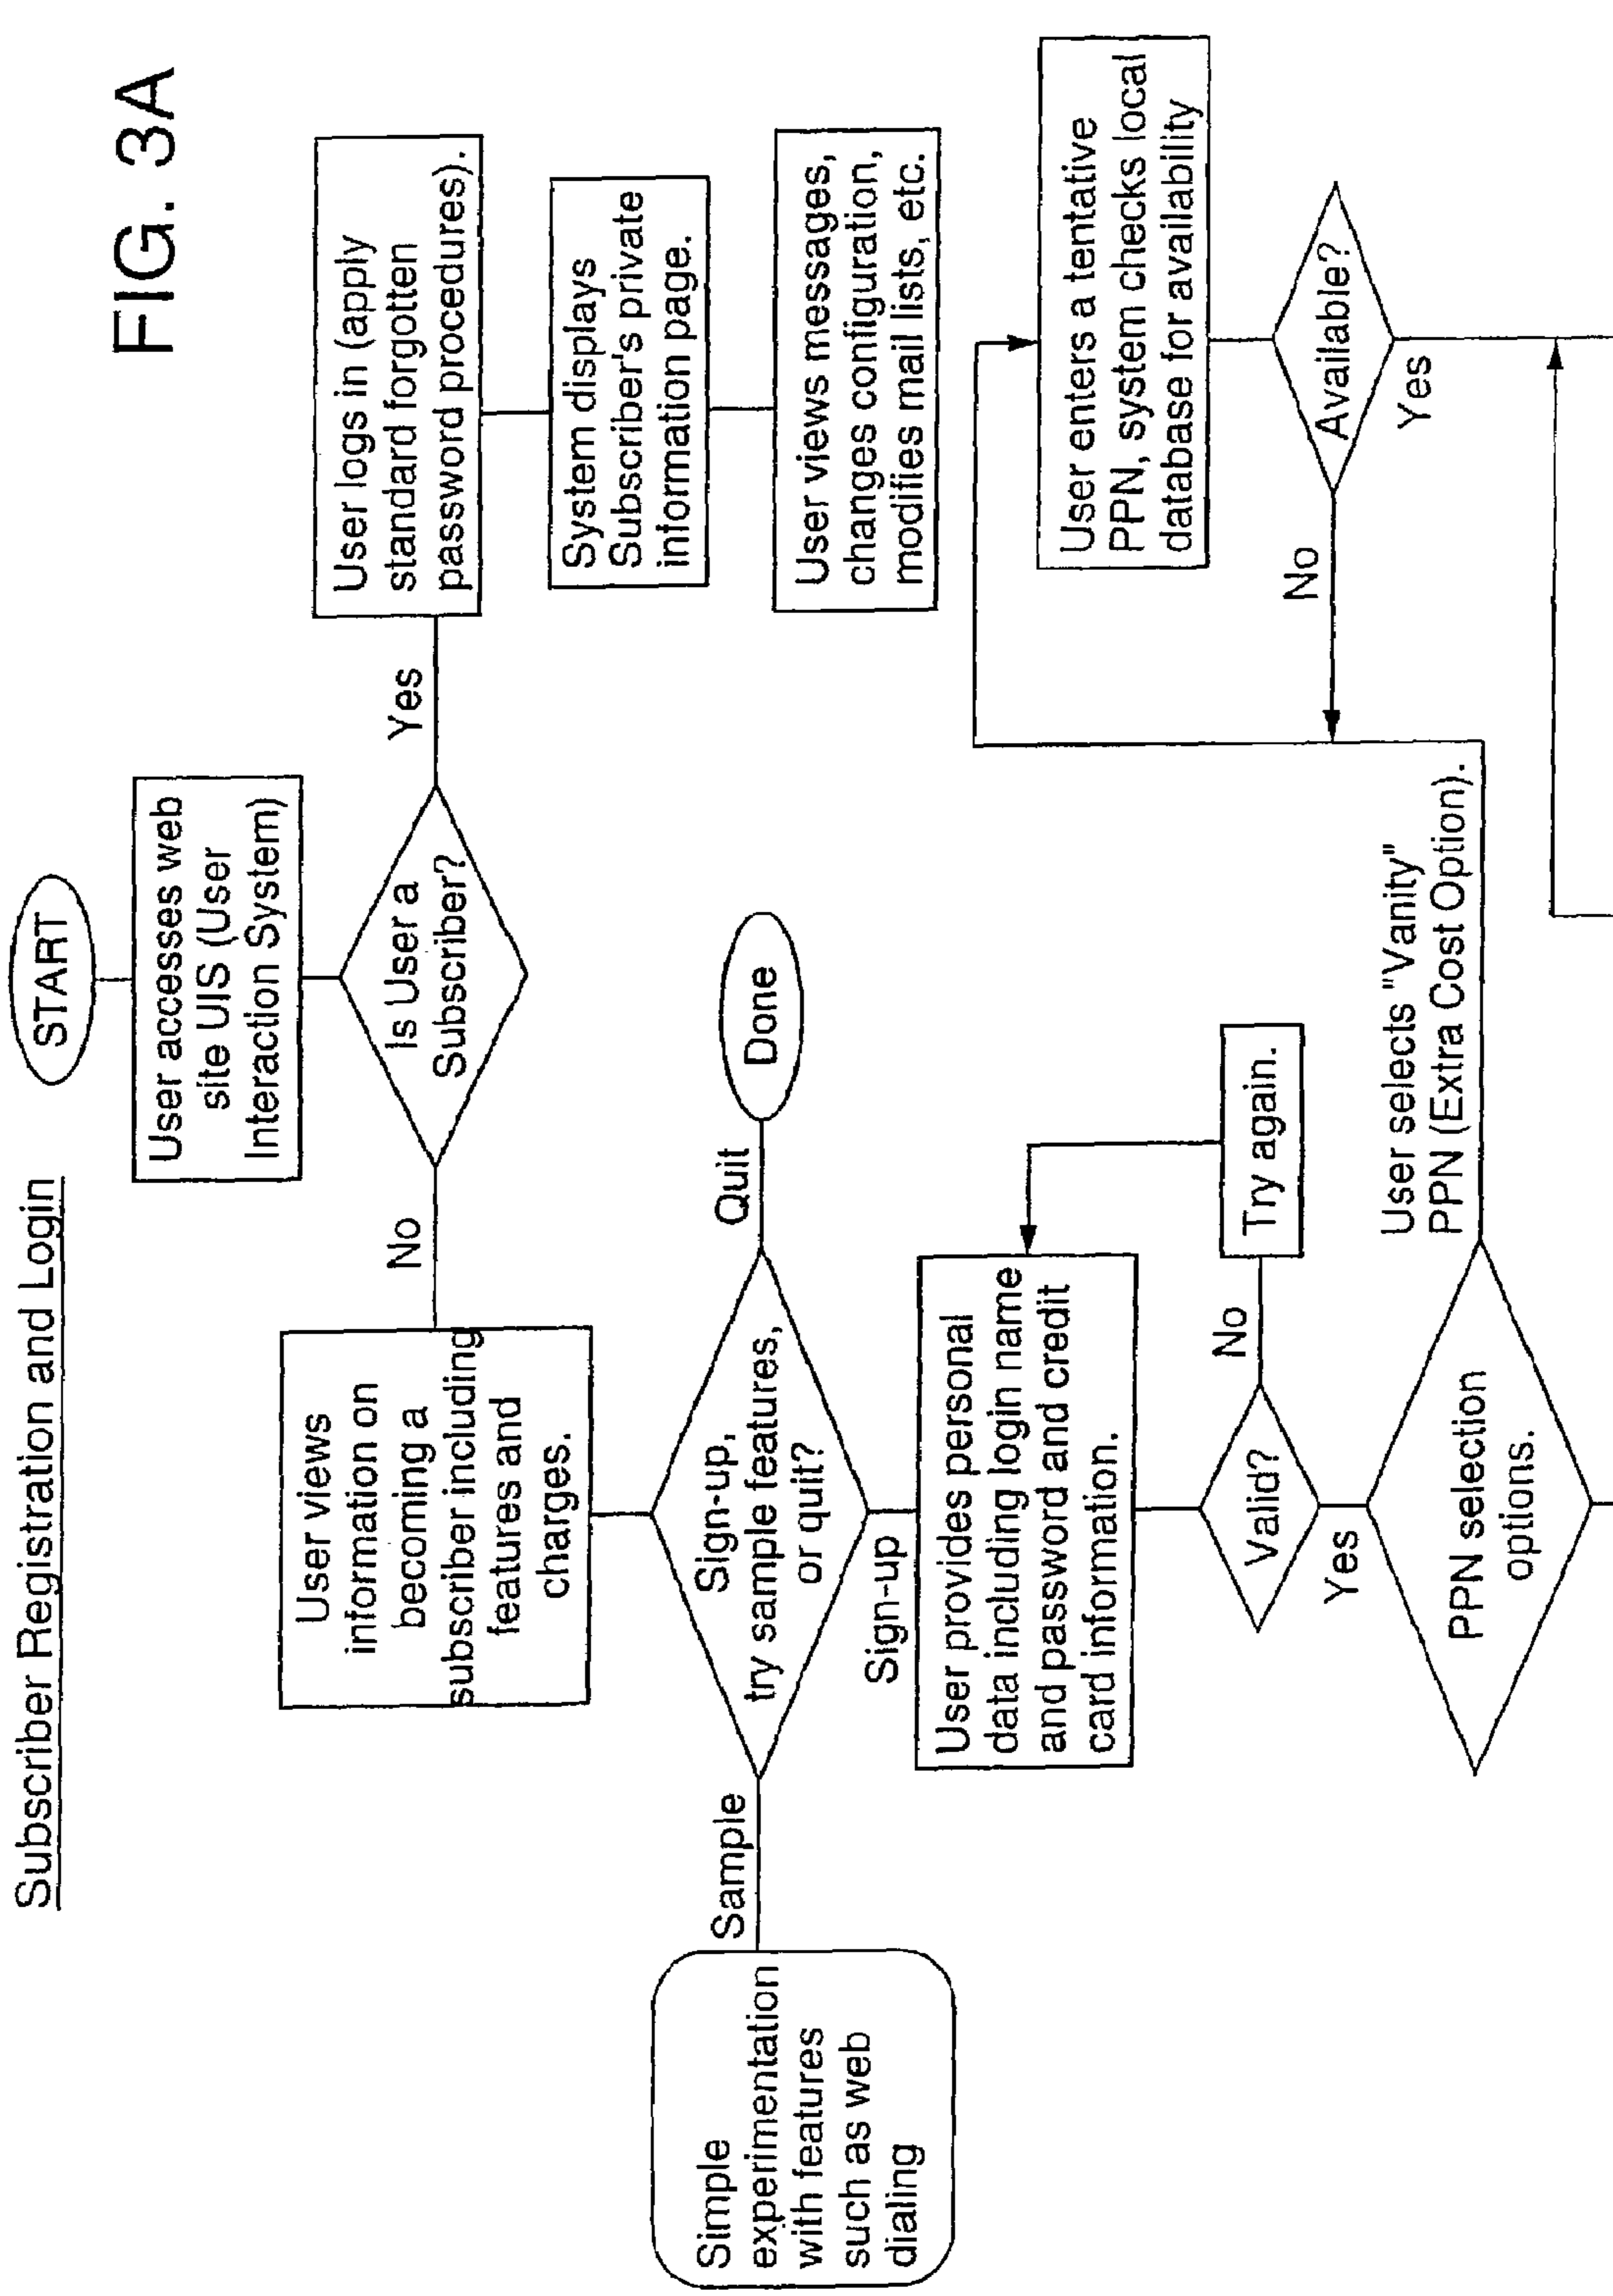 Subscriber Registration and Login
FIG. 3A
START
User accesses web
site UIS (User
Interaction System)
Is User a
Subscriber?
No
Yes
User logs in (apply
standard forgotten
password procedures).
System displays
Subscriber's private
information page.
User views messages,
changes configuration,
modifies mail lists, etc.
User views
information on
becoming a
subscriber including
features and
charges.
Sign-up,
try sample features,
or quit?
Sample
Quit
Done
Simple
experimentation
with features
such as web
dialing
Sign-up
User provides personal
data including login name
and password and credit
card information.
Valid?
No
Try again.
Yes
PPN selection
options.
User selects "Vanity"
PPN (Extra Cost Option).
User enters a tentative
PPN, system checks local
database for availability
Available?
No
Yes